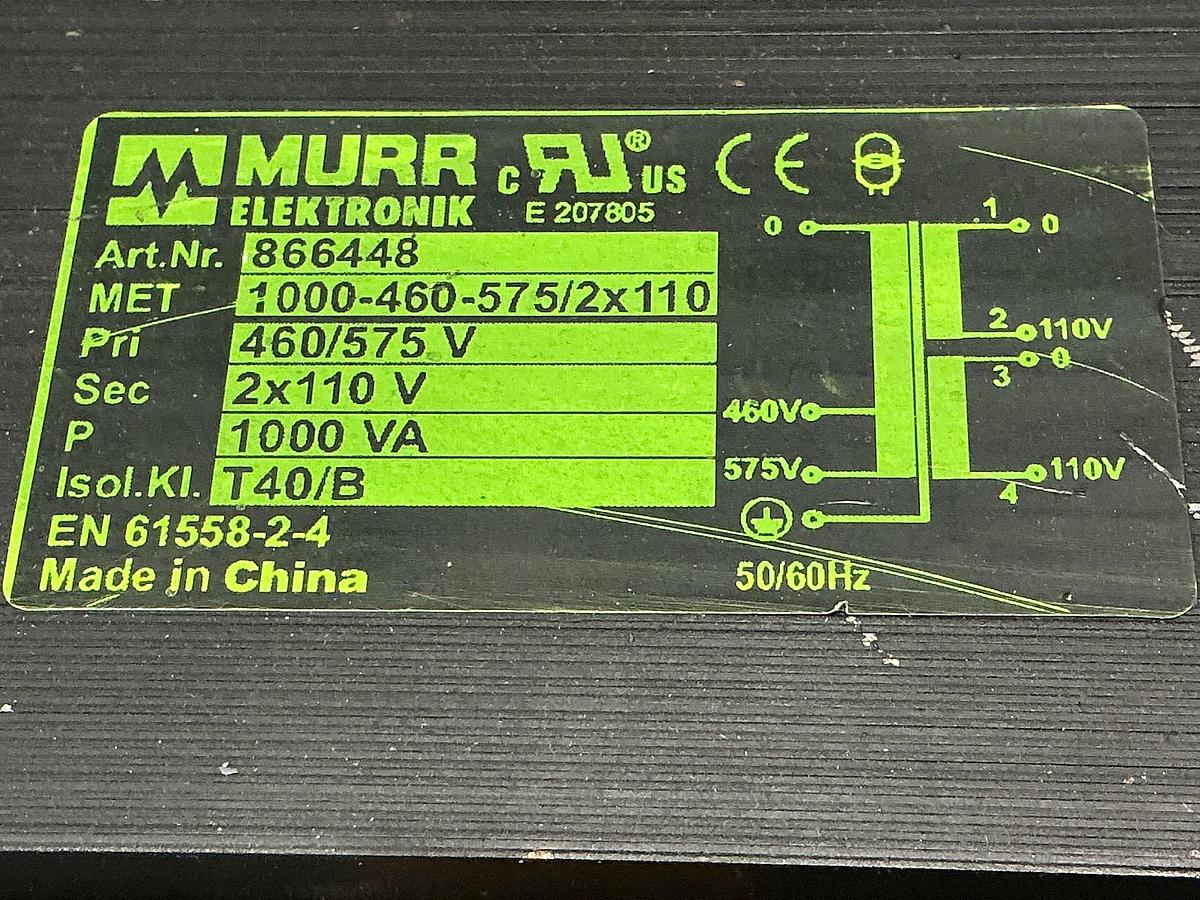 MURR
ELEKTRONIK
c RU® US
E 207805
CE
Art.Nr. 866448
MET 1000-460-575/2x110
Pri 460/575 V
Sec 2x110 V
P 1000 VA
Isol.Kl. T40/B
EN 61558-2-4
Made in China
0 1 0
2 110V
3 0
460V
575V 4 110V
50/60Hz